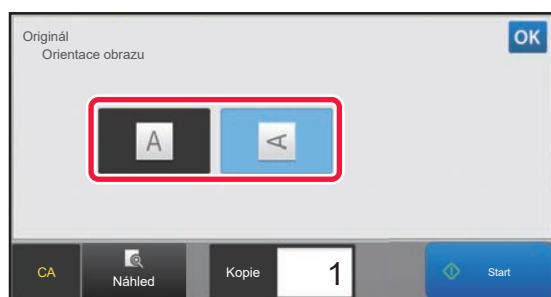 Originál
Orientace obrazu
OK
A
A
CA
Náhled
Kopie
1
Start